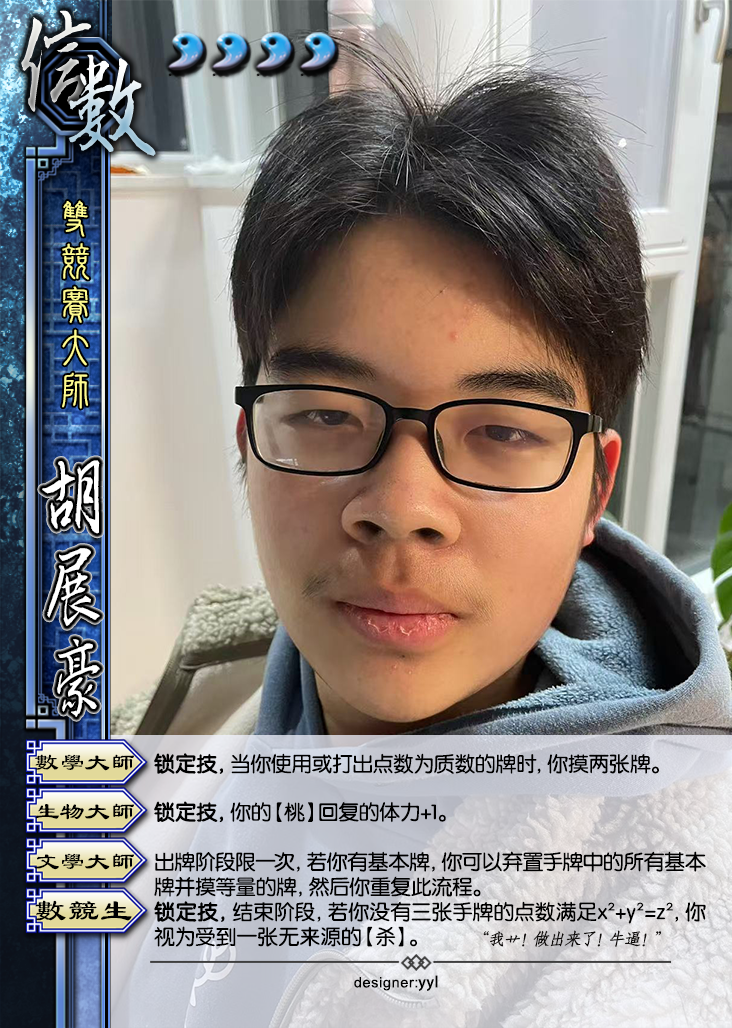 信數
雙競賽大師
胡展豪
數學大師
锁定技，当你使用或打出点数为质数的牌时，你摸两张牌。
生物大師
锁定技，你的【桃】回复的体力+1。
文學大師
出牌阶段限一次，若你有基本牌，你可以弃置手牌中的所有基本
牌并摸等量的牌，然后你重复此流程。
數競生
锁定技，结束阶段，若你没有三张手牌的点数满足x²+y²=z²，你
视为受到一张无来源的【杀】。
“我艹！做出来了！牛逼！”
designer:yyl